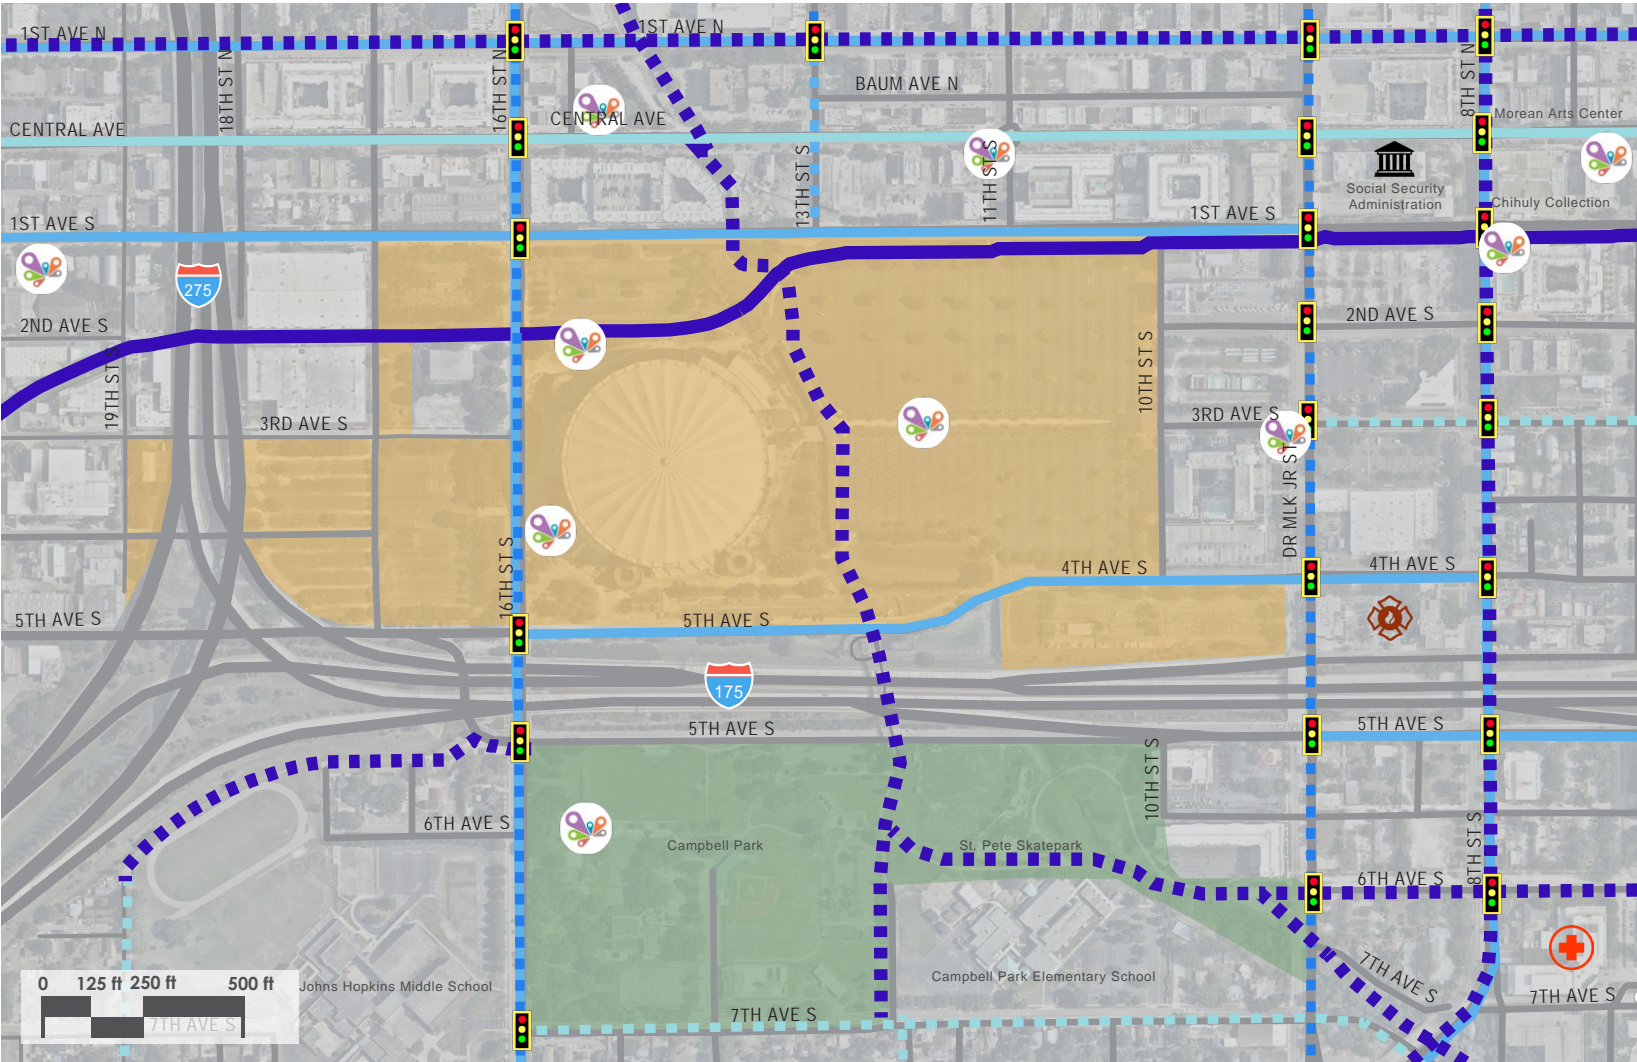 1ST AVE N
1ST AVE N
18TH ST N
16TH ST N
8TH ST N
BAUM AVE N
CENTRAL AVE
CENTRAL AVE
Morean Arts Center
13TH ST S
11TH ST S
Social Security
Administration
Chihuly Collection
1ST AVE S
1ST AVE S
275
2ND AVE S
2ND AVE S
19TH ST S
10TH ST S
3RD AVE S
3RD AVE S
DR MLK JR ST
16TH ST S
4TH AVE S
4TH AVE S
5TH AVE S
5TH AVE S
175
5TH AVE S
5TH AVE S
10TH ST S
6TH AVE S
8TH ST S
Campbell Park
St. Pete Skatepark
6TH AVE S
7TH AVE S
Campbell Park Elementary School
Johns Hopkins Middle School
0 125 ft 250 ft 500 ft
7TH AVE S
7TH AVE S
7TH AVE S